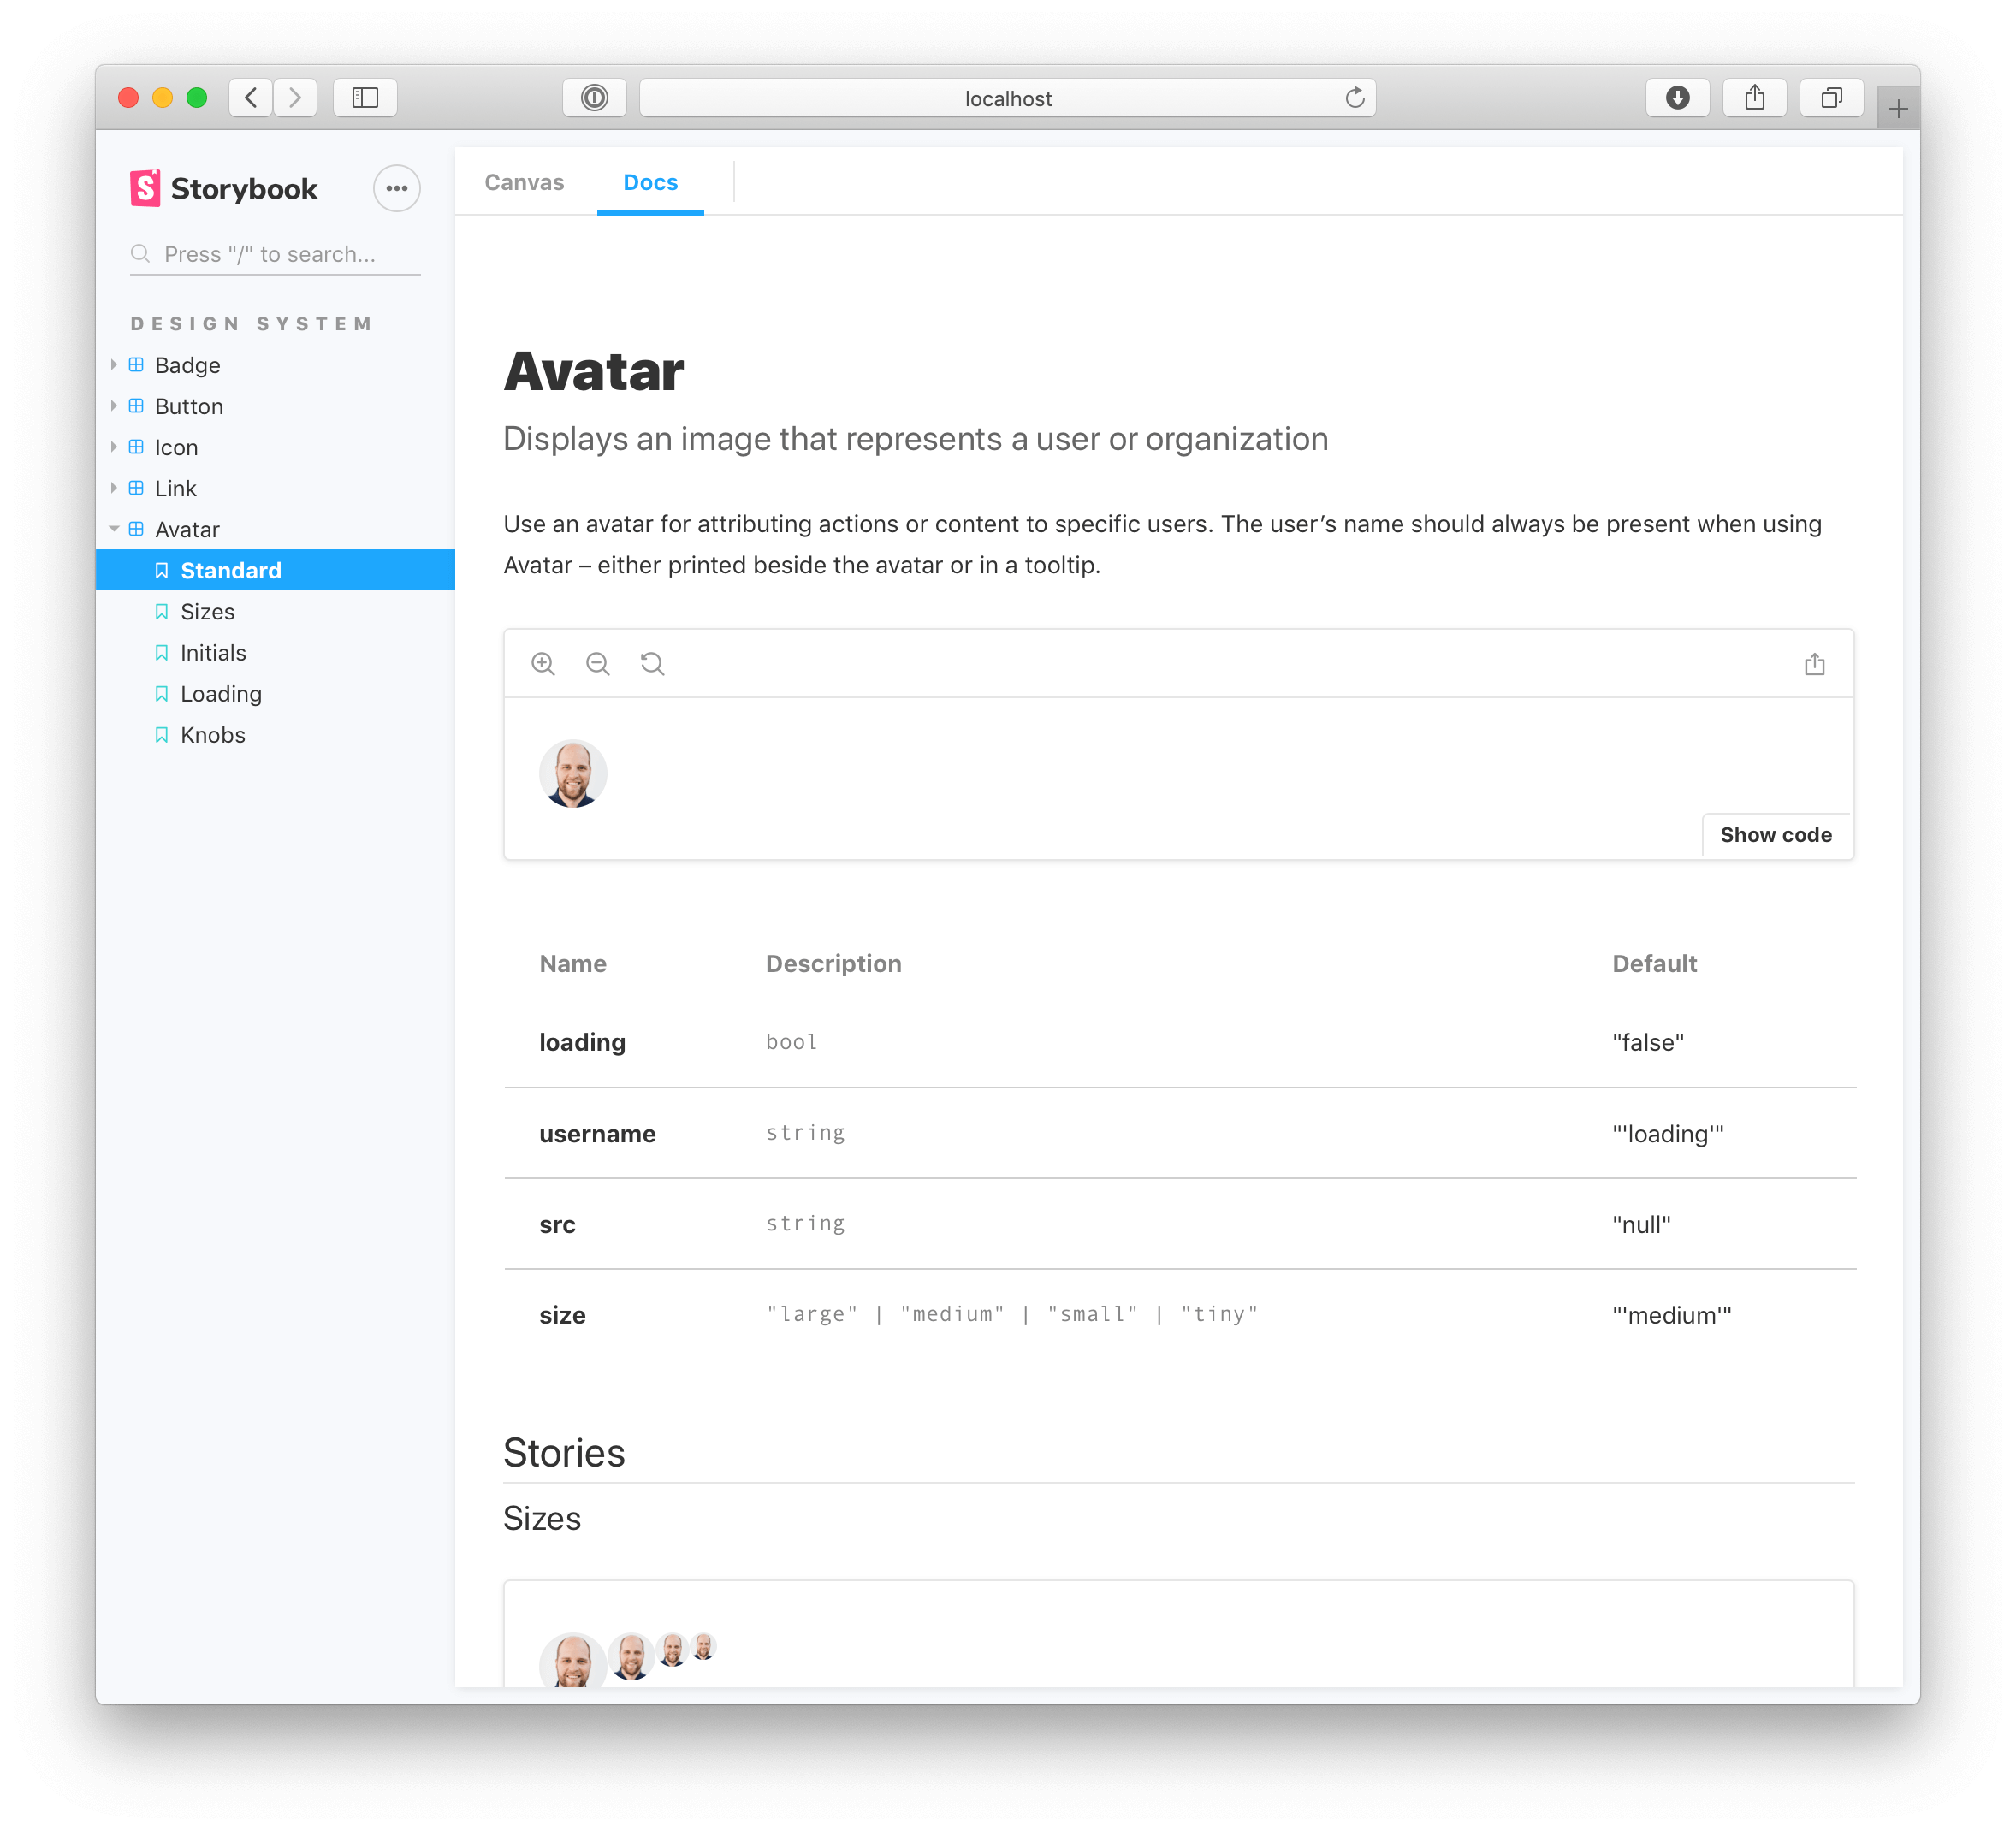 localhost
Storybook
Press "/" to search...
DESIGN SYSTEM
Badge
Button
Icon
Link
Avatar
Standard
Sizes
Initials
Loading
Knobs
Canvas Docs
Avatar
Displays an image that represents a user or organization
Use an avatar for attributing actions or content to specific users. The user’s name should always be present when using
Avatar – either printed beside the avatar or in a tooltip.
Show code
Name Description Default
loading bool "false"
username string "'loading'"
src string "null"
size "large" | "medium" | "small" | "tiny" "'medium'"
Stories
Sizes